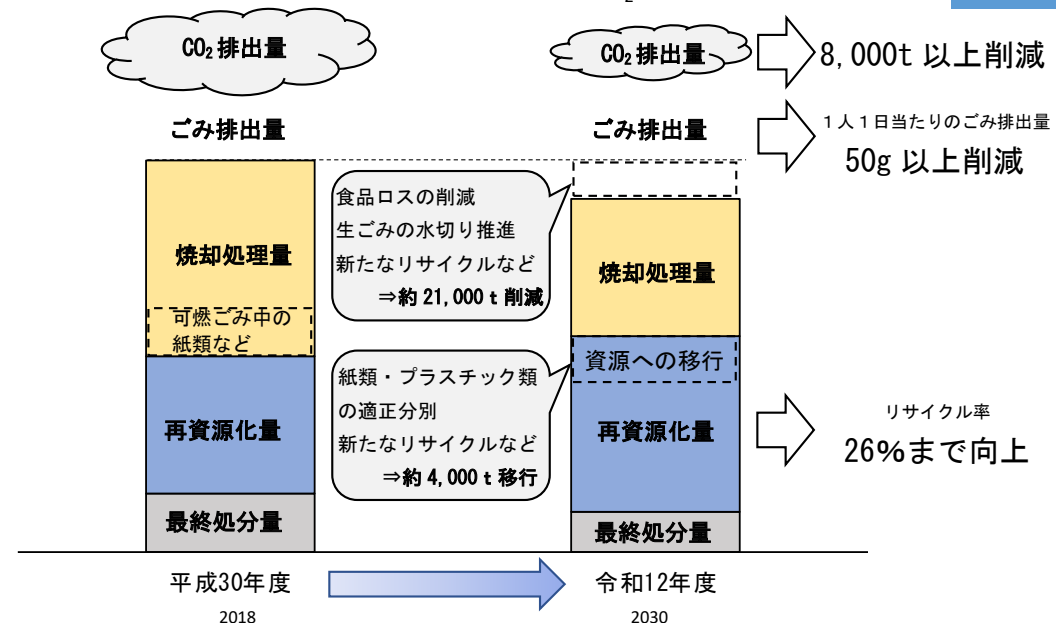 2
CO₂排出量
CO₂排出量
8,000t 以上削減
ごみ排出量
ごみ排出量
１人１日当たりのごみ排出量
50g 以上削減
食品ロスの削減
生ごみの水切り推進
新たなリサイクルなど
⇒約 21,000ｔ削減
焼却処理量
焼却処理量
可燃ごみ中の
紙類など
紙類・プラスチック類
の適正分別
新たなリサイクルなど
⇒約 4,000ｔ移行
資源への移行
再資源化量
再資源化量
リサイクル率
26％まで向上
最終処分量
最終処分量
平成30年度
2018
令和12年度
2030